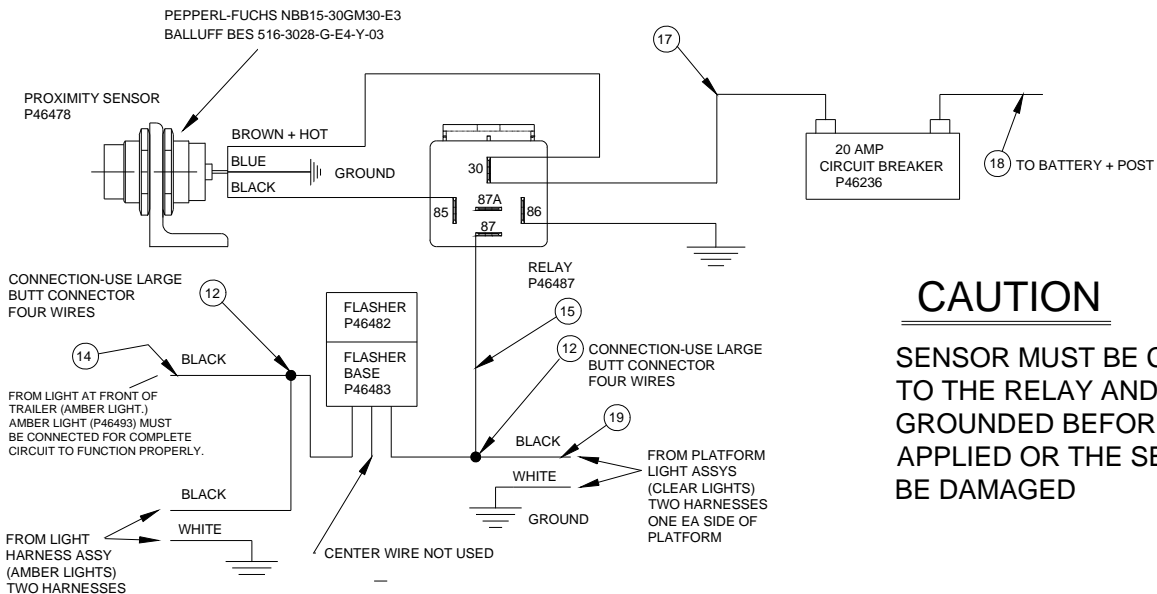 PEPPERL-FUCHS NBB15-30GM30-E3
BALLUFF BES 516-3028-G-E4-Y-03
17
PROXIMITY SENSOR
P46478
BROWN + HOT
BLUE
GROUND
BLACK
30
87A
85
86
87
20 AMP
CIRCUIT BREAKER
P46236
18
TO BATTERY + POST
RELAY
P46487
CONNECTION-USE LARGE
BUTT CONNECTOR
FOUR WIRES
12
14
BLACK
FROM LIGHT AT FRONT OF
TRAILER (AMBER LIGHT.)
AMBER LIGHT (P46493) MUST
BE CONNECTED FOR COMPLETE
CIRCUIT TO FUNCTION PROPERLY.
FLASHER
P46482
FLASHER
BASE
P46483
15
12
CONNECTION-USE LARGE
BUTT CONNECTOR
FOUR WIRES
19
BLACK
WHITE
GROUND
FROM PLATFORM
LIGHT ASSYS
(CLEAR LIGHTS)
TWO HARNESSES
ONE EA SIDE OF
PLATFORM
BLACK
WHITE
FROM LIGHT
HARNESS ASSY
(AMBER LIGHTS)
TWO HARNESSES
CENTER WIRE NOT USED
CAUTION
SENSOR MUST BE
TO THE RELAY AND
GROUNDED
APPLIED OR THE
BE DAMAGED